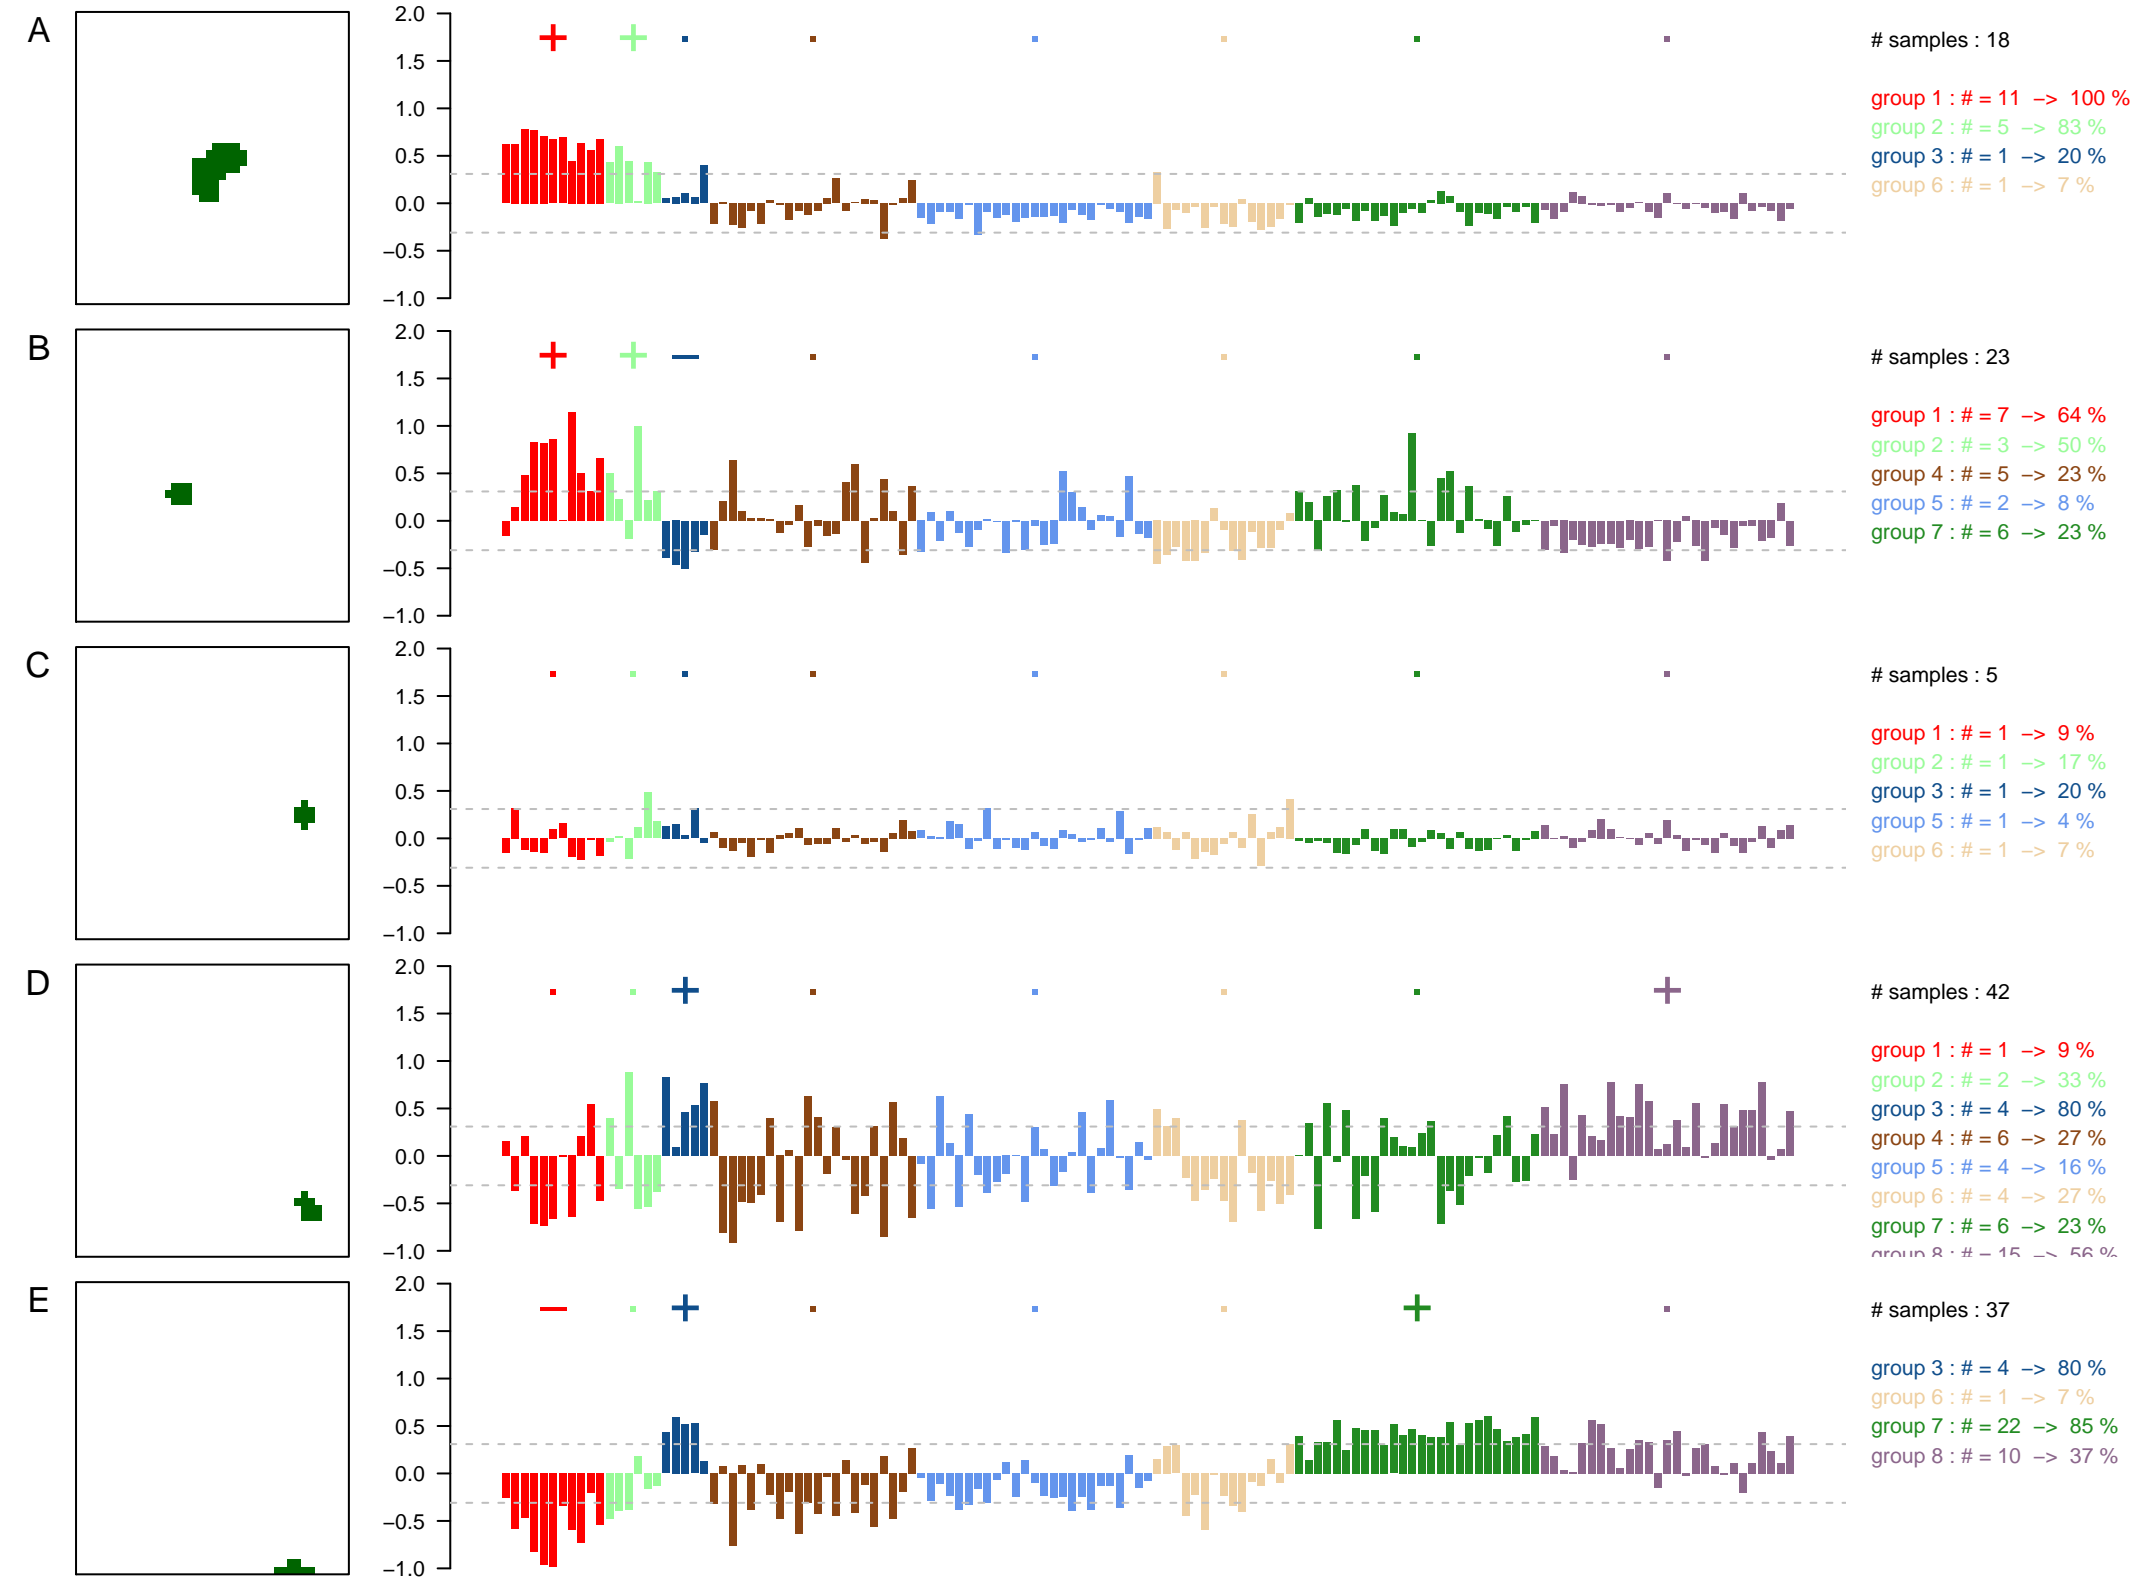 A
2.0
1.5
1.0
0.5
0.0
−0.5
−1.0
# samples : 18
group 1 : # = 11 −> 100 %
group 2 : # = 5 −> 83 %
group 3 : # = 1 −> 20 %
group 6 : # = 1 −> 7 %
B
2.0
1.5
1.0
0.5
0.0
−0.5
−1.0
# samples : 23
group 1 : # = 7 −> 64 %
group 2 : # = 3 −> 50 %
group 4 : # = 5 −> 23 %
group 5 : # = 2 −> 8 %
group 7 : # = 6 −> 23 %
C
2.0
1.5
1.0
0.5
0.0
−0.5
−1.0
# samples : 5
group 1 : # = 1 −> 9 %
group 2 : # = 1 −> 17 %
group 3 : # = 1 −> 20 %
group 5 : # = 1 −> 4 %
group 6 : # = 1 −> 7 %
D
2.0
1.5
1.0
0.5
0.0
−0.5
−1.0
# samples : 42
group 1 : # = 1 −> 9 %
group 2 : # = 2 −> 33 %
group 3 : # = 4 −> 80 %
group 4 : # = 6 −> 27 %
group 5 : # = 4 −> 16 %
group 6 : # = 4 −> 27 %
group 7 : # = 6 −> 23 %
group 8 : # = 15 −> 56 %
E
2.0
1.5
1.0
0.5
0.0
−0.5
−1.0
# samples : 37
group 3 : # = 4 −> 80 %
group 6 : # = 1 −> 7 %
group 7 : # = 22 −> 85 %
group 8 : # = 10 −> 37 %